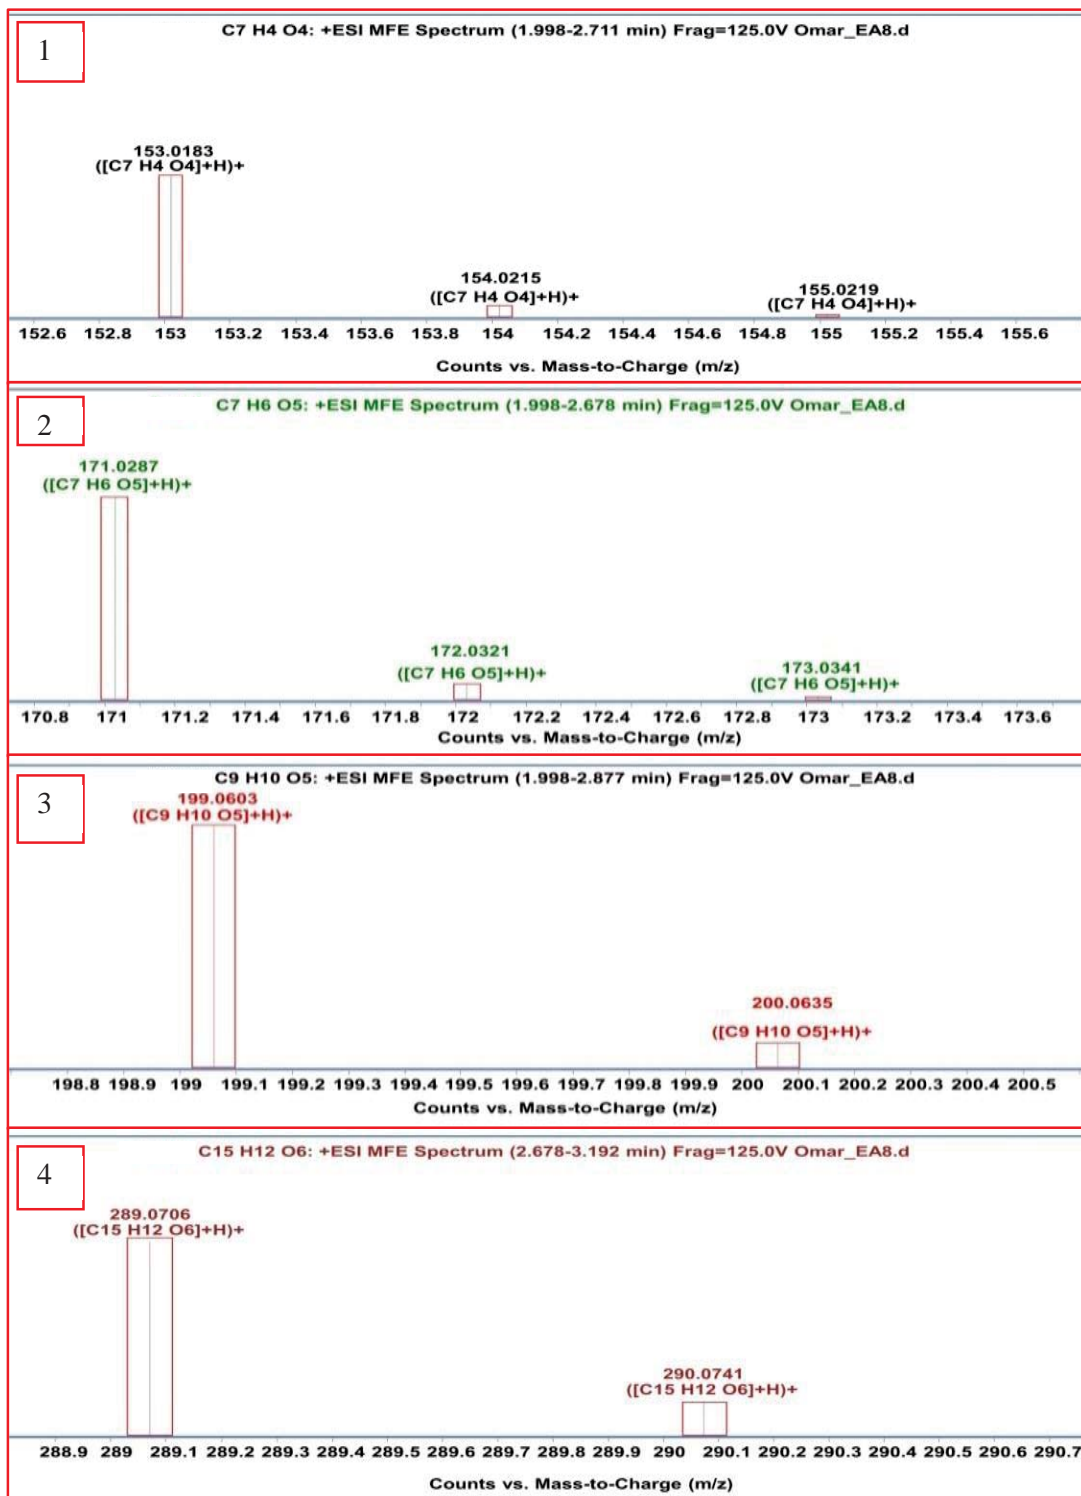 1
C7 H4 O4: +ESI MFE Spectrum (1.998-2.711 min) Frag=125.0V Omar_EA8.d
153.0183
([C7 H4 O4]+H)+
154.0215
([C7 H4 O4]+H)+
155.0219
([C7 H4 O4]+H)+
152.6 152.8 153 153.2 153.4 153.6 153.8 154 154.2 154.4 154.6 154.8 155 155.2 155.4 155.6
Counts vs. Mass-to-Charge (m/z)
2
C7 H6 O5: +ESI MFE Spectrum (1.998-2.678 min) Frag=125.0V Omar_EA8.d
171.0287
([C7 H6 O5]+H)+
172.0321
([C7 H6 O5]+H)+
173.0341
([C7 H6 O5]+H)+
170.8 171 171.2 171.4 171.6 171.8 172 172.2 172.4 172.6 172.8 173 173.2 173.4 173.6
Counts vs. Mass-to-Charge (m/z)
3
C9 H10 O5: +ESI MFE Spectrum (1.998-2.877 min) Frag=125.0V Omar_EA8.d
199.0603
([C9 H10 O5]+H)+
200.0635
([C9 H10 O5]+H)+
198.8 198.9 199 199.1 199.2 199.3 199.4 199.5 199.6 199.7 199.8 199.9 200 200.1 200.2 200.3 200.4 200.5
Counts vs. Mass-to-Charge (m/z)
4
C15 H12 O6: +ESI MFE Spectrum (2.678-3.192 min) Frag=125.0V Omar_EA8.d
289.0706
([C15 H12 O6]+H)+
290.0741
([C15 H12 O6]+H)+
288.9 289 289.1 289.2 289.3 289.4 289.5 289.6 289.7 289.8 289.9 290 290.1 290.2 290.3 290.4 290.5 290.6 290.7
Counts vs. Mass-to-Charge (m/z)